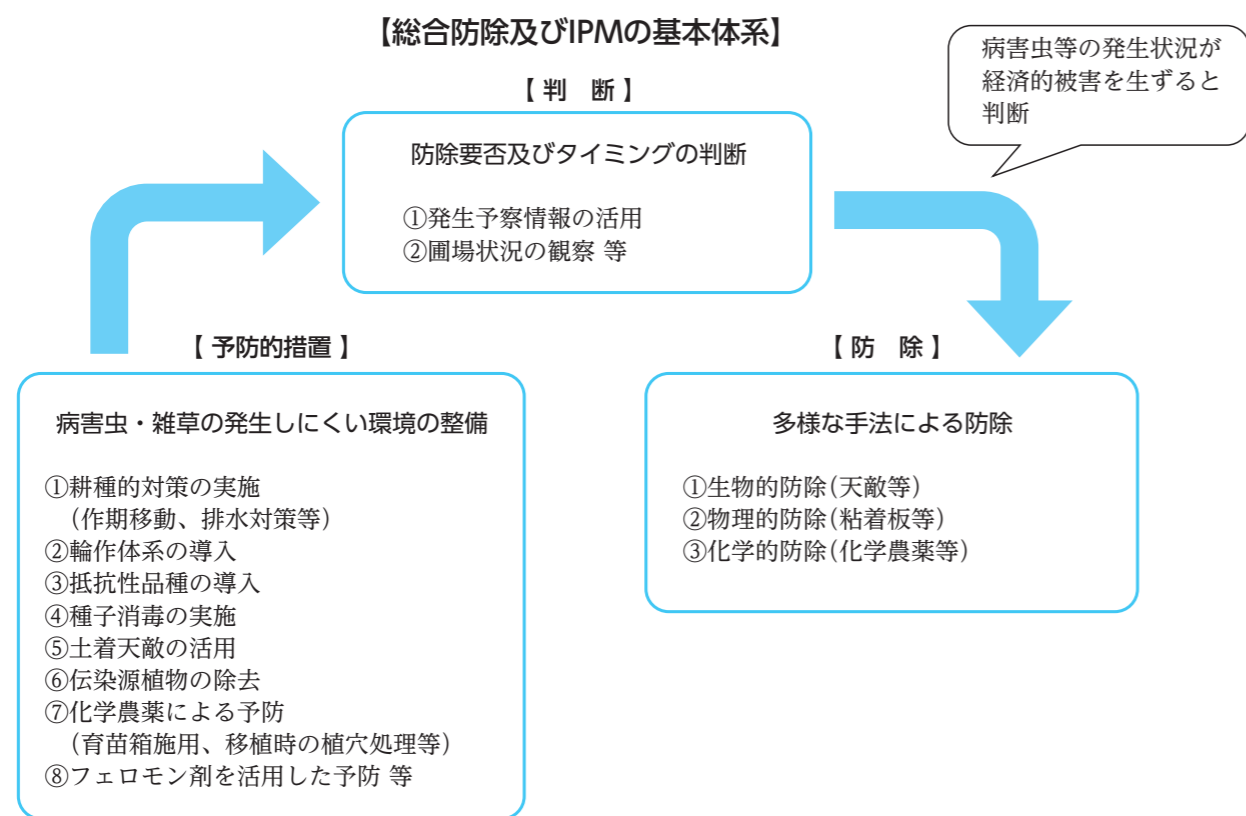 【総合防除及びIPMの基本体系】
病害虫等の発生状況が
経済的被害を生ずると
判断
【 判　断 】
防除要否及びタイミングの判断
①発生予察情報の活用
②圃場状況の観察 等
【 予防的措置 】
病害虫・雑草の発生しにくい環境の整備
①耕種的対策の実施
（作期移動、排水対策等）
②輪作体系の導入
③抵抗性品種の導入
④種子消毒の実施
⑤土着天敵の活用
⑥伝染源植物の除去
⑦化学農薬による予防
（育苗箱施用、移植時の植穴処理等）
⑧フェロモン剤を活用した予防 等
【 防　除 】
多様な手法による防除
①生物的防除（天敵等）
②物理的防除（粘着板等）
③化学的防除（化学農薬等）